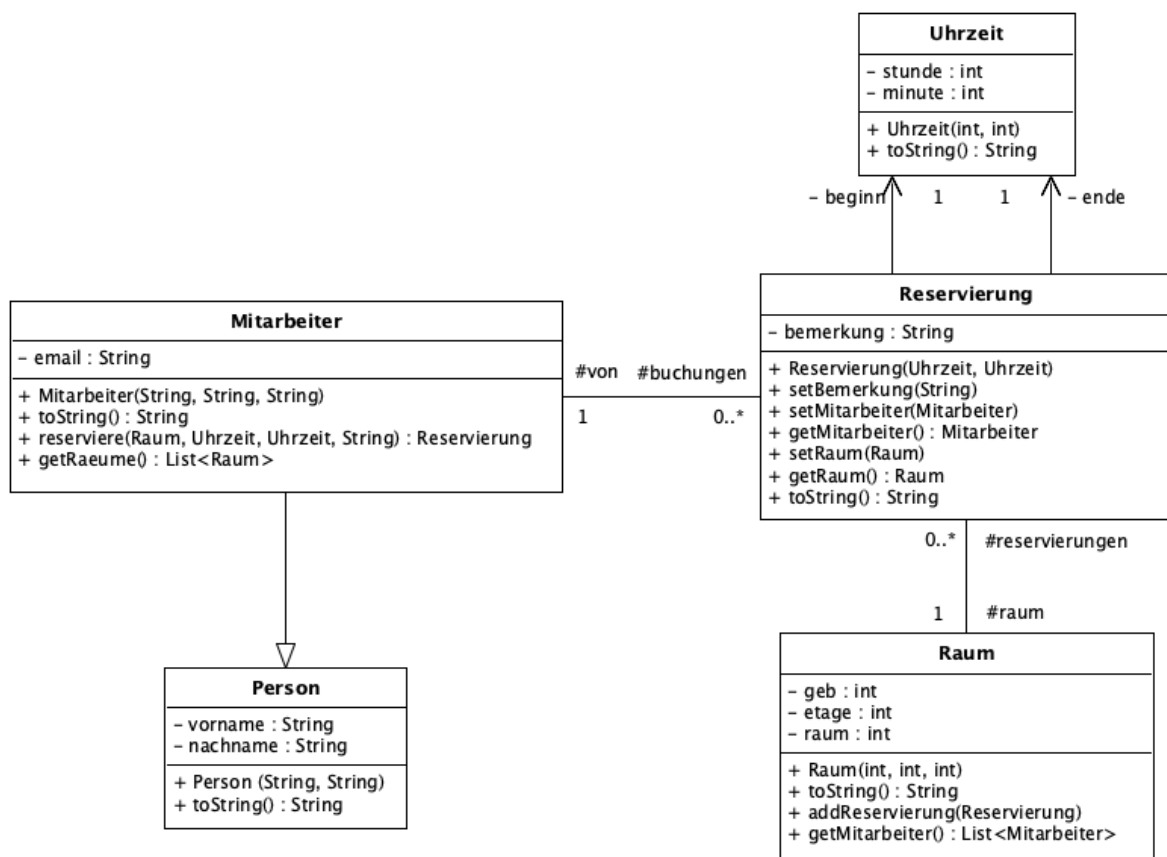 Uhrzeit
– stunde : int
– minute : int
+ Uhrzeit(int, int)
+ toString() : String
– beginn 1 1 – ende
Reservierung
– bemerkung : String
+ Reservierung(Uhrzeit, Uhrzeit)
+ setBemerkung(String)
+ setMitarbeiter(Mitarbeiter)
+ getMitarbeiter() : Mitarbeiter
+ setRaum(Raum)
+ getRaum() : Raum
+ toString() : String
Mitarbeiter
– email : String
+ Mitarbeiter(String, String, String)
+ toString() : String
+ reserviere(Raum, Uhrzeit, Uhrzeit, String) : Reservierung
+ getRaeume() : List<Raum>
#von #buchungen
1 0..*
0..* #reservierungen
1 #raum
Person
– vorname : String
– nachname : String
+ Person (String, String)
+ toString() : String
Raum
– geb : int
– etage : int
– raum : int
+ Raum(int, int, int)
+ toString() : String
+ addReservierung(Reservierung)
+ getMitarbeiter() : List<Mitarbeiter>